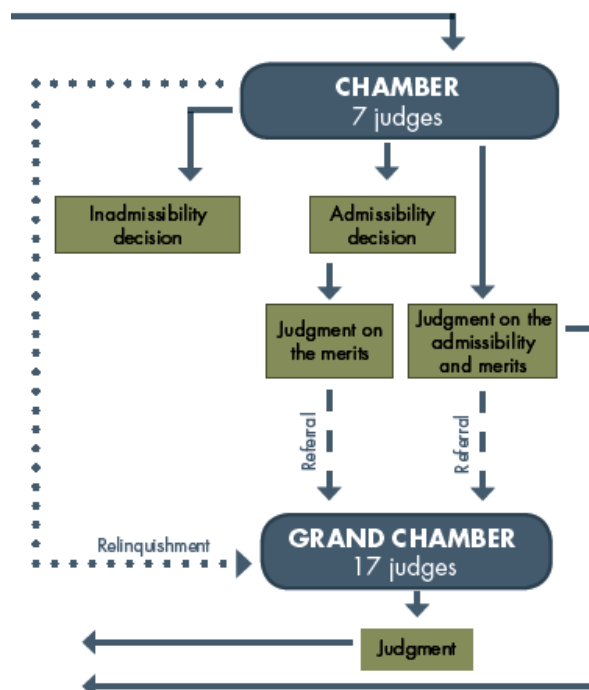 CHAMBER
7 judges
Inadmissibility
decision
Admissibility
decision
Judgment on
the merits
Judgment on the
admissibility
and merits
Referral
Referral
Relinquishment
GRAND CHAMBER
17 judges
Judgment